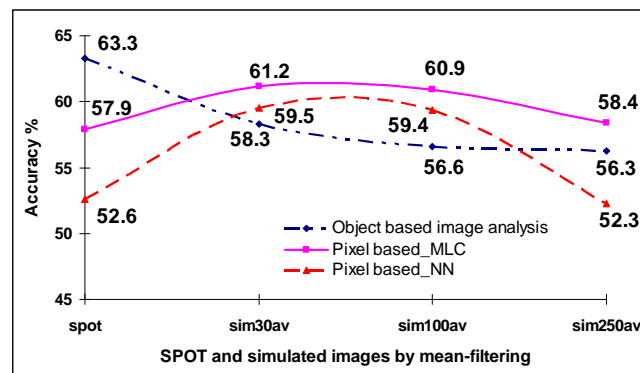 65
63.3
61.2
60.9
60
57.9
59.5
59.4
58.4
58.3
55
56.6
56.3
52.6
52.3
50
45
Accuracy %
Object based image analysis
Pixel based_MLC
Pixel based_NN
spot
sim30av
sim100av
sim250av
SPOT and simulated images by mean-filtering